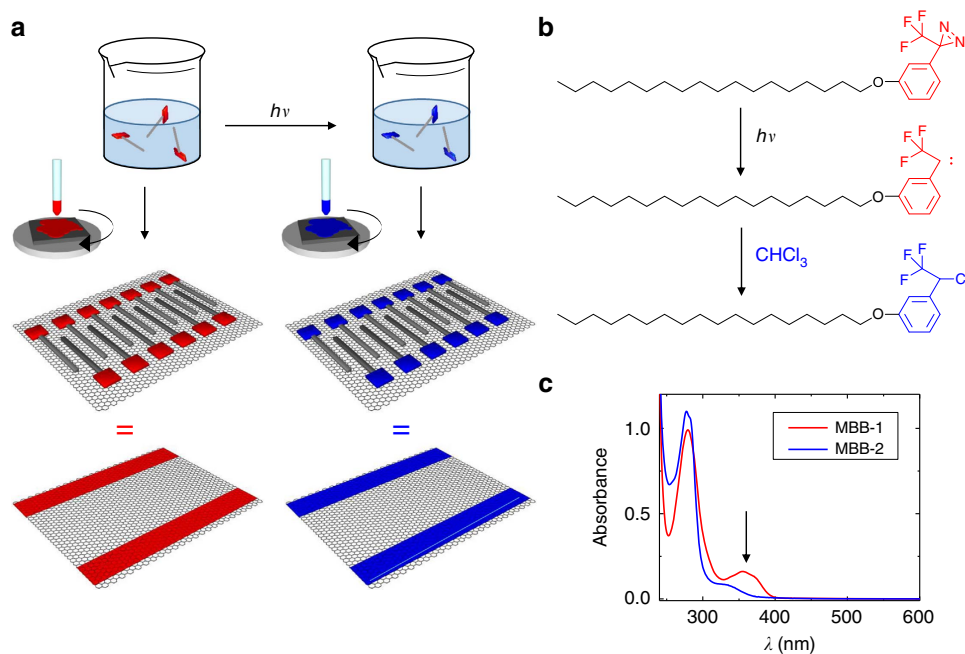 a
hν
=
=
b
F
F
F
N
N
O
hν
F
F
F
:
O
CHCl3
F
F
F
C
O
c
1.0
0.5
0.0
Absorbance
MBB-1
MBB-2
300
400
500
600
λ (nm)